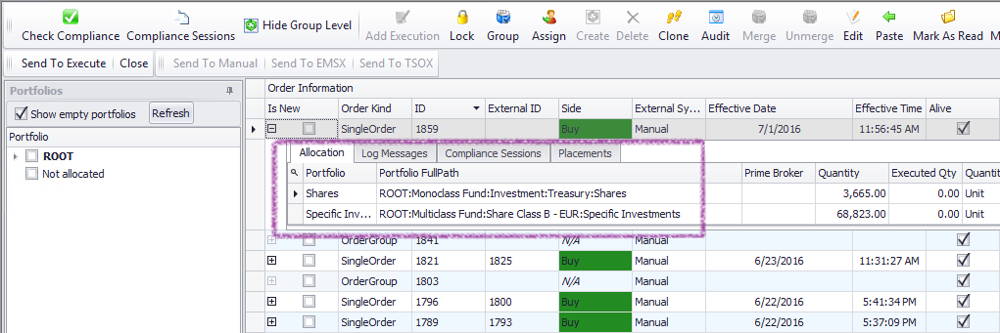 Check Compliance Compliance Sessions Hide Group Level Add Execution Lock Group Assign Create Delete Clone Audit Merge Unmerge Edit Paste Mark As Read
Send To Execute Close Send To Manual Send To EMSX Send To TSOX
Portfolios
Show empty portfolios Refresh
Portfolio
ROOT
Not allocated
Order Information
Is New Order Kind ID External ID Side External Sy... Effective Date Effective Time Alive
SingleOrder 1859 Buy Manual 7/1/2016 11:56:45 AM
Allocation Log Messages Compliance Sessions Placements
Portfolio Portfolio FullPath Prime Broker Quantity Executed Qty Quantit
Shares ROOT:Monoclass Fund:Investment:Treasury:Shares 3,665.00 0.00 Unit
Specific Inv... ROOT:Multiclass Fund:Share Class B - EUR:Specific Investments 68,823.00 0.00 Unit
OrderGroup 1841 N/A Manual
SingleOrder 1821 1825 Buy Manual 6/23/2016 11:31:27 AM
OrderGroup 1803 N/A Manual
SingleOrder 1796 1800 Buy Manual 6/22/2016 5:41:34 PM
SingleOrder 1789 1793 Buy Manual 6/22/2016 5:37:09 PM